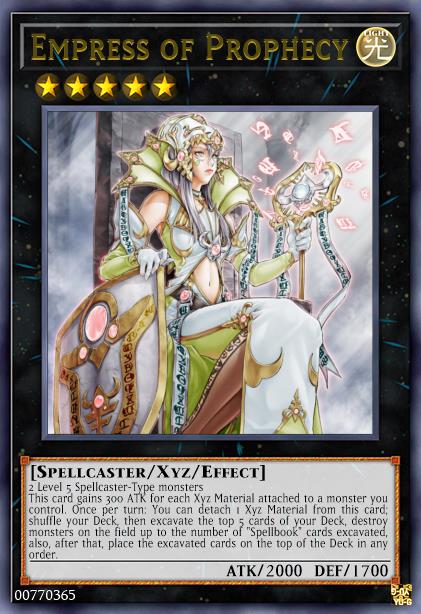 EMPRESS OF PROPHECY
LIGHT
光
[SPELLCASTER/XYZ/EFFECT]
2 Level 5 Spellcaster-Type monsters
This card gains 300 ATK for each Xyz Material attached to a monster you
control. Once per turn: You can detach 1 Xyz Material from this card;
shuffle your Deck, then excavate the top 5 cards of your Deck, destroy
monsters on the field up to the number of "Spellbook" cards excavated,
also, after that, place the excavated cards on the top of the Deck in any
order.
ATK/2000 DEF/1700
00770365